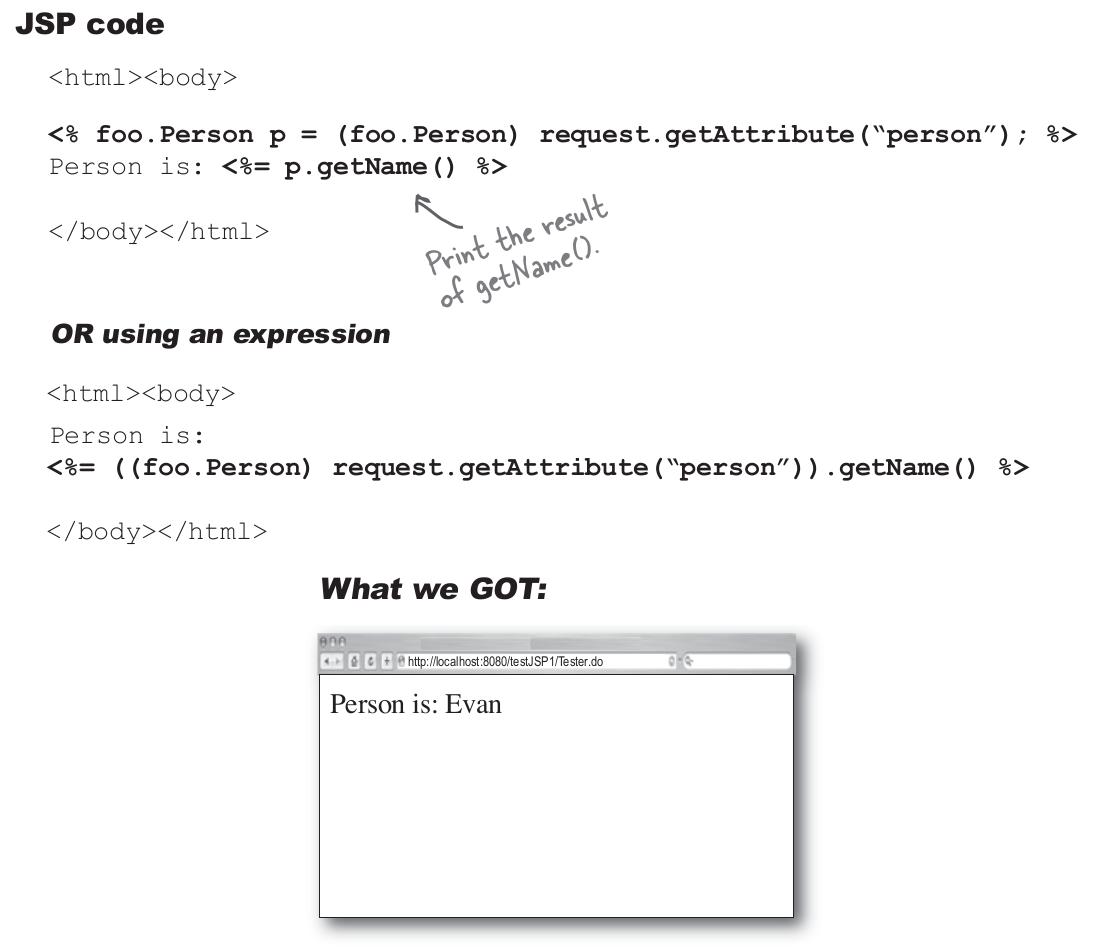 JSP code
<html><body>
<% foo.Person p = (foo.Person) request.getAttribute(“person”); %>
Person is: <%= p.getName() %>
</body></html>
Print the result
of getName().
OR using an expression
<html><body>
Person is:
<%= ((foo.Person) request.getAttribute(“person”)).getName() %>
</body></html>
What we GOT:
http://localhost:8080/testJSP1/Tester.do
Person is: Evan